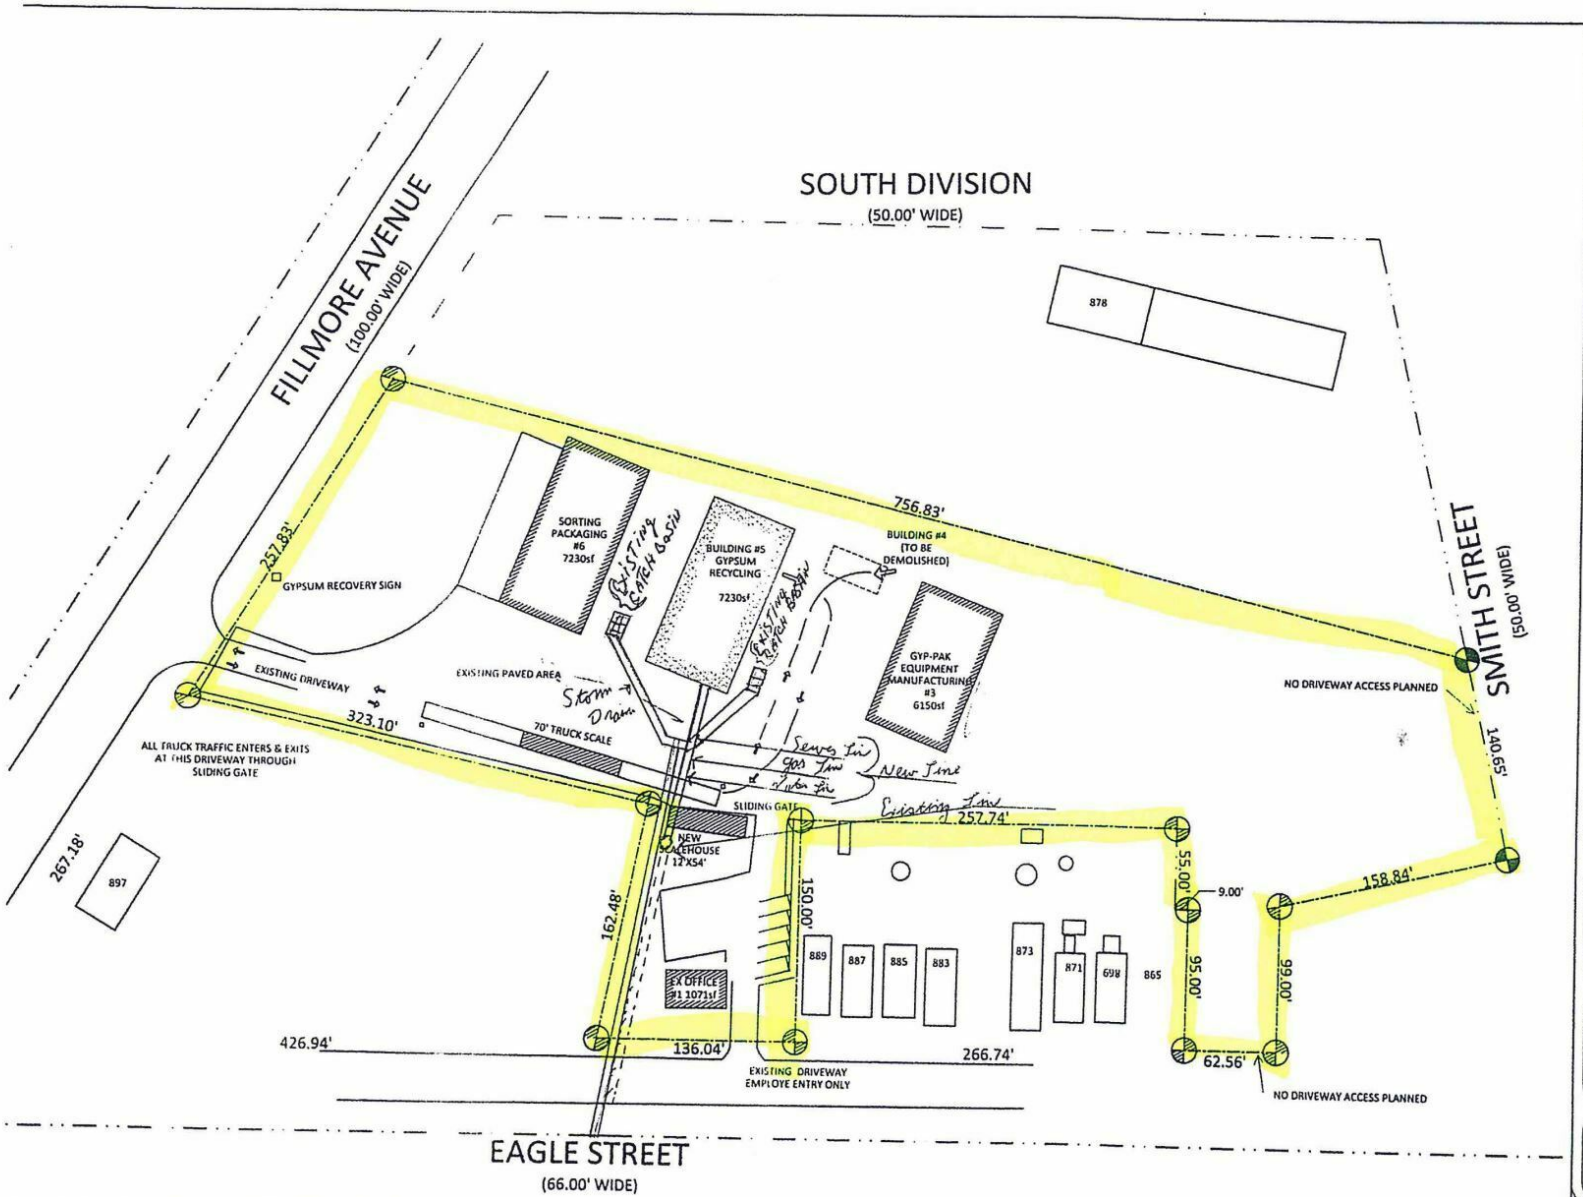 SOUTH DIVISION
(50.00' WIDE)
FILLMORE AVENUE
(100.00' WIDE)
878
756.83'
SMITH STREET
(50.00' WIDE)
257.83'
GYPSUM RECOVERY SIGN
SORTING
PACKAGING
#6
7230sf
EXISTING
CATCH BASIN
BUILDING #5
GYPSUM
RECYCLING
7230sf
EXISTING
CATCH BASIN
BUILDING #4
(TO BE
DEMOLISHED)
GYP-PAK
EQUIPMENT
MANUFACTURING
#3
6150sf
NO DRIVEWAY ACCESS PLANNED
140.65'
EXISTING DRIVEWAY
EXISTING PAVED AREA
Storm
Drain
323.10'
70' TRUCK SCALE
ALL TRUCK TRAFFIC ENTERS & EXITS
AT THIS DRIVEWAY THROUGH
SLIDING GATE
Sewer Lin
gas Line
Water Lin
New Line
SLIDING GATE
Existing Line
257.74'
NEW
SCALEHOUSE
12'X54'
267.18'
897
162.48'
150.00'
55.00'
9.00'
158.84'
889
887
885
883
873
871
698
865
95.00'
99.00'
EX OFFICE
#1 1071sf
426.94'
136.04'
266.74'
62.56'
EXISTING DRIVEWAY
EMPLOYE ENTRY ONLY
NO DRIVEWAY ACCESS PLANNED
EAGLE STREET
(66.00' WIDE)